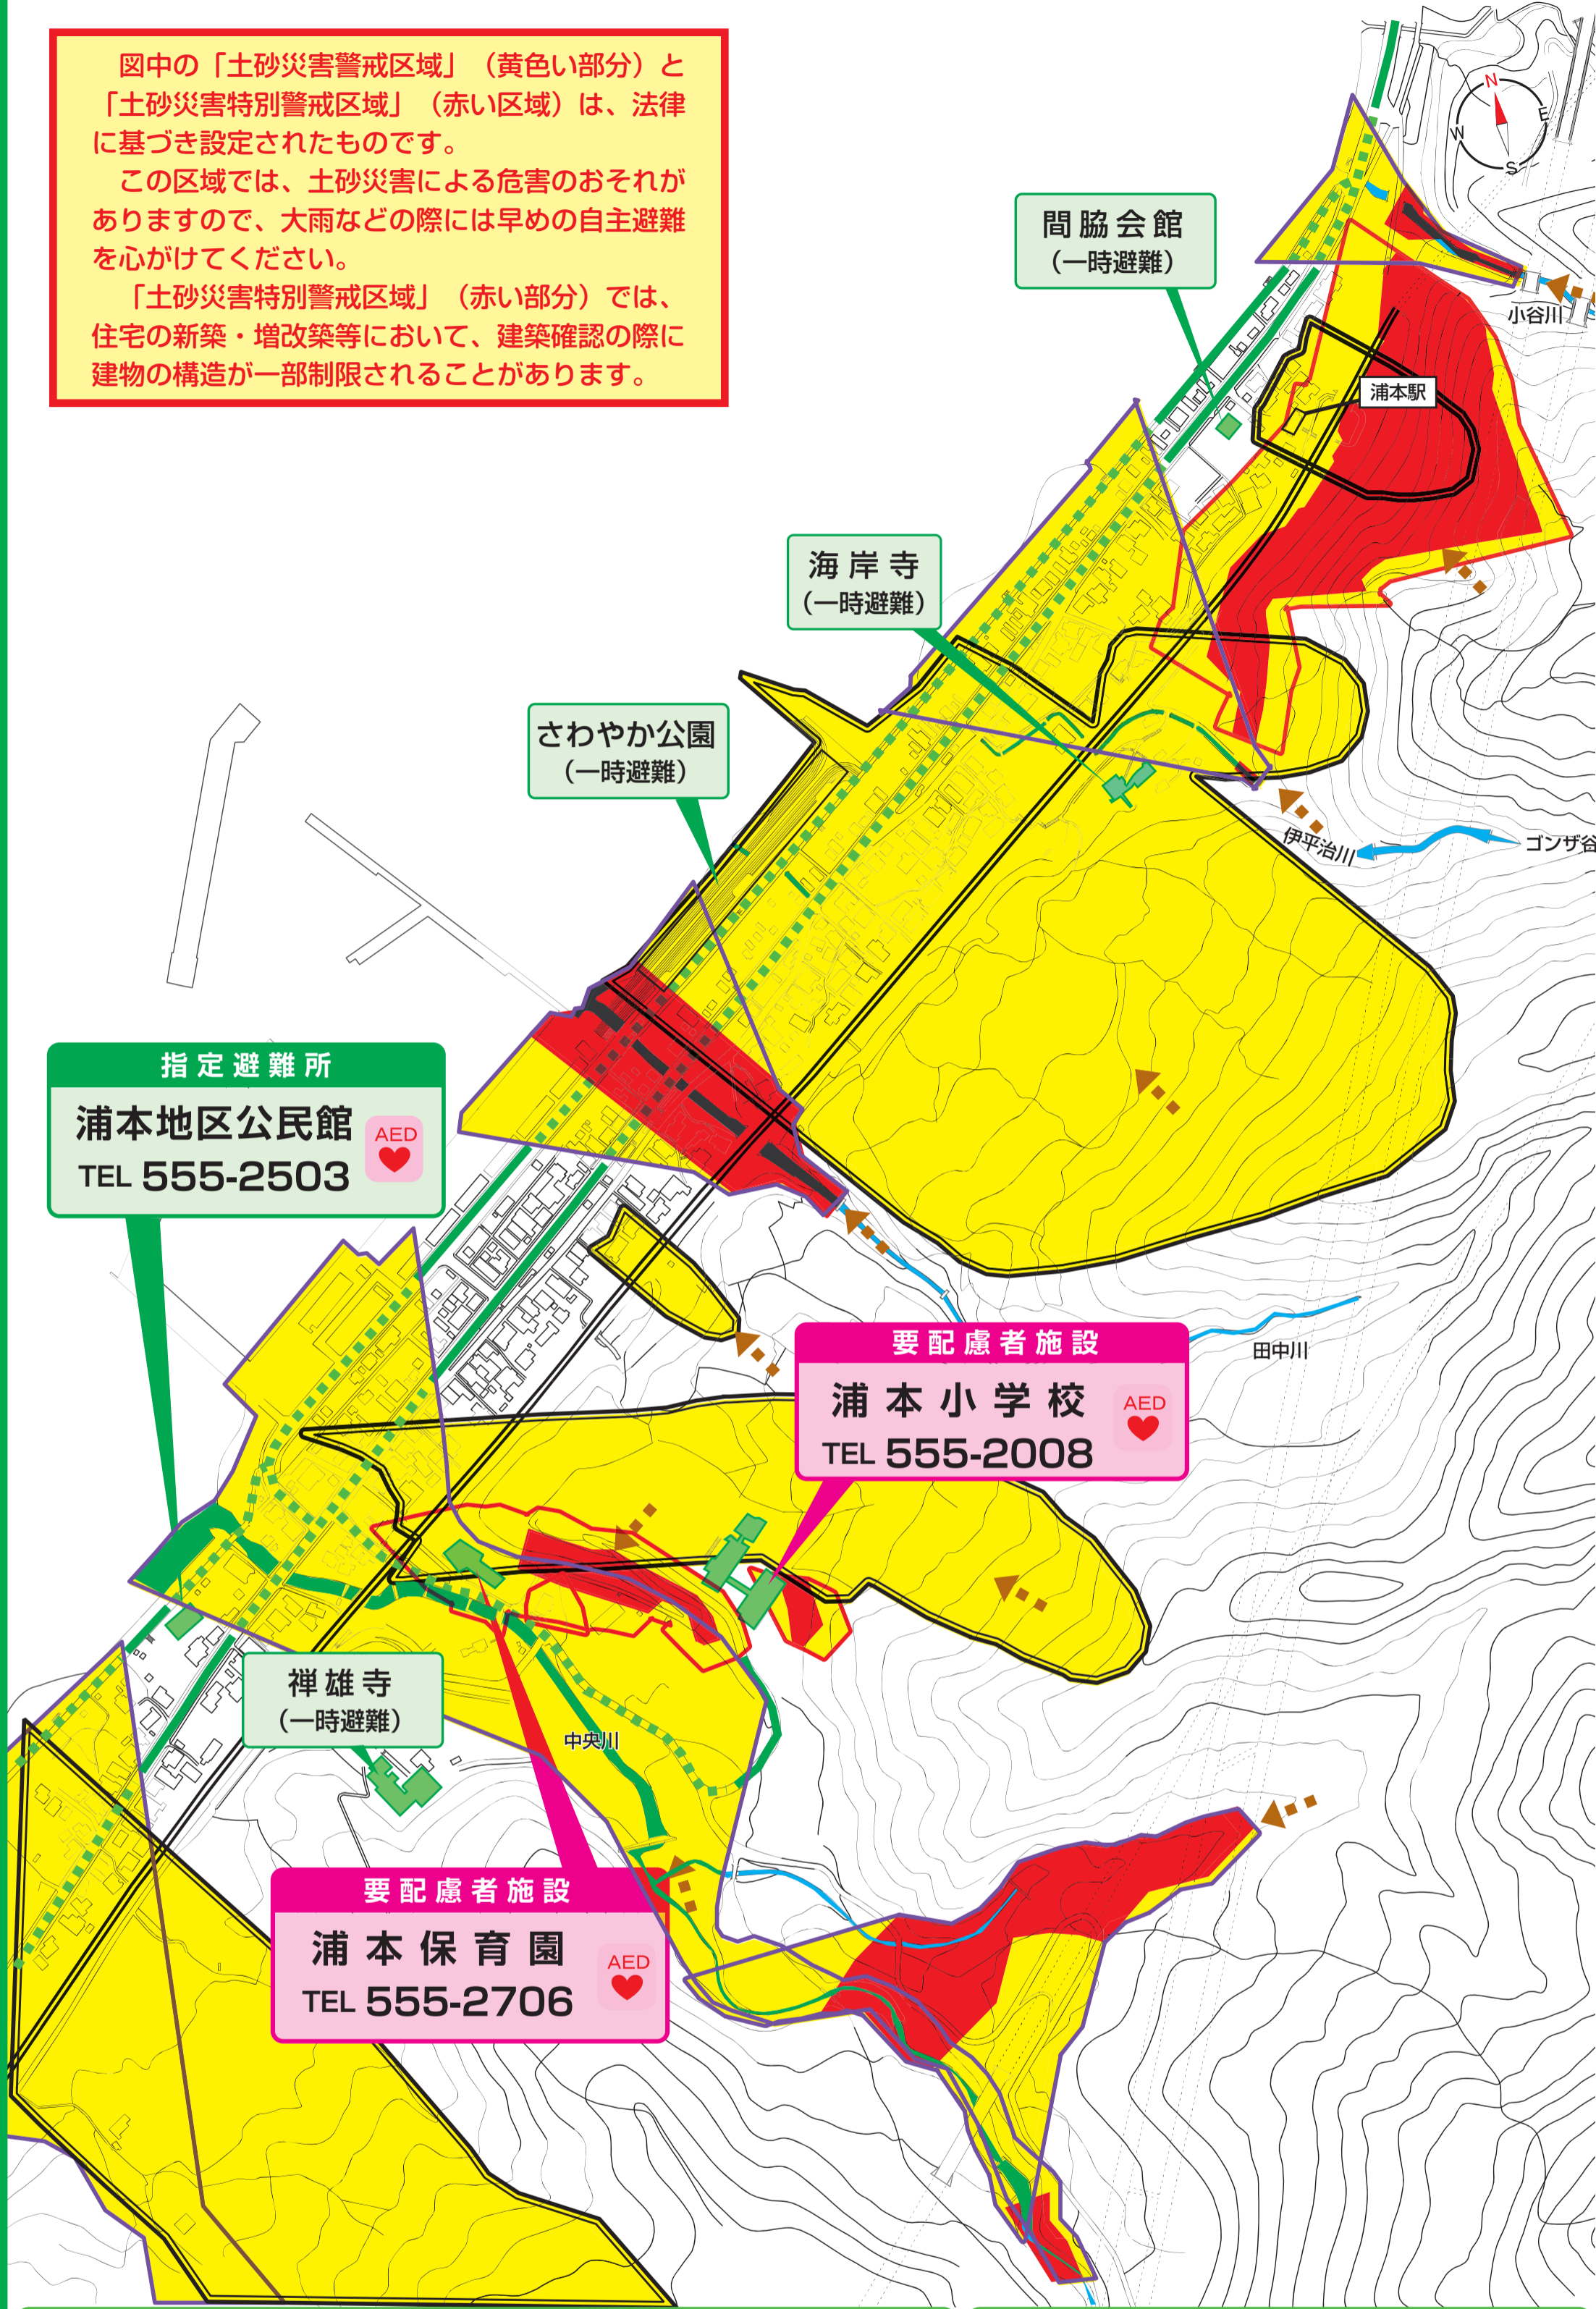 図中の「土砂災害警戒区域」（黄色い部分）と
「土砂災害特別警戒区域」（赤い区域）は、法律
に基づき設定されたものです。
この区域では、土砂災害による危害のおそれが
ありますので、大雨などの際には早めの自主避難
を心がけてください。
「土砂災害特別警戒区域」（赤い部分）では、
住宅の新築・増改築等において、建築確認の際に
建物の構造が一部制限されることがあります。
N
E
W
S
間脇会館
（一時避難）
小谷川
浦本駅
海岸寺
（一時避難）
さわやか公園
（一時避難）
伊平治川
ゴンザ谷
指定避難所
浦本地区公民館
TEL 555-2503
AED
要配慮者施設
浦本小学校
TEL 555-2008
AED
田中川
禅雄寺
（一時避難）
中央川
要配慮者施設
浦本保育園
TEL 555-2706
AED